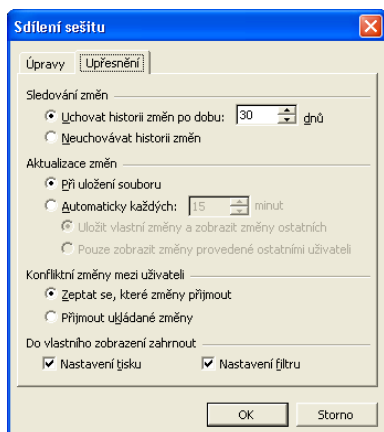 Sdílení sešitu
Úpravy Upřesnění
Sledování změn
Uchovat historii změn po dobu: 30 dnů
Neuchovávat historii změn
Aktualizace změn
Při uložení souboru
Automaticky každých: 15 minut
Uložit vlastní změny a zobrazit změny ostatních
Pouze zobrazit změny provedené ostatními uživateli
Konfliktní změny mezi uživateli
Zeptat se, které změny přijmout
Přijmout ukládané změny
Do vlastního zobrazení zahrnout
Nastavení tisku Nastavení filtru
OK Storno